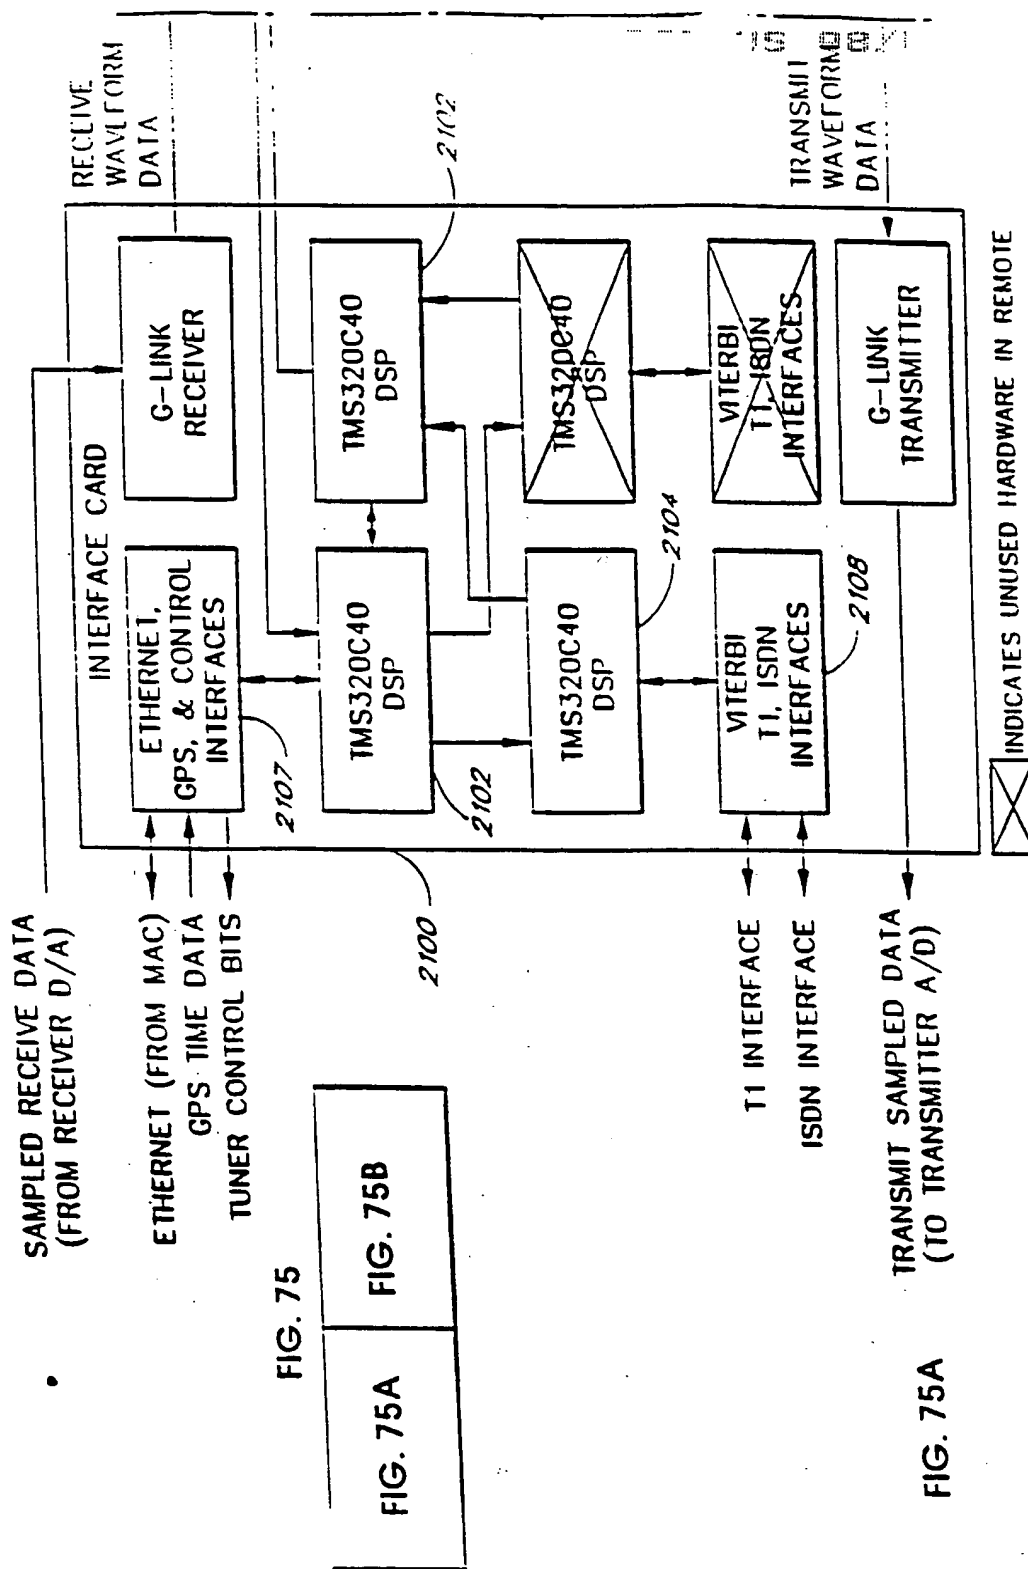 SAMPLED RECEIVE DATA
(FROM RECEIVER D/A)
ETHERNET (FROM MAC)
GPS TIME DATA
TUNER CONTROL BITS
INTERFACE CARD
ETHERNET,
GPS, & CONTROL
INTERFACES
2107
G-LINK
RECEIVER
RECEIVE
WAVEFORM
DATA
TMS320C40
DSP
2102
TMS320C40
DSP
2102
2100
TMS320C40
DSP
2104
TMS320C40
DSP
VITERBI
T1, ISDN
INTERFACES
2108
VITERBI
T1, ISDN
INTERFACES
T1 INTERFACE
ISDN INTERFACE
G-LINK
TRANSMITTER
TRANSMIT
WAVEFORM
DATA
TRANSMIT SAMPLED DATA
(TO TRANSMITTER A/D)
INDICATES UNUSED HARDWARE IN REMOTE
FIG. 75
FIG. 75A
FIG. 75B
FIG. 75A